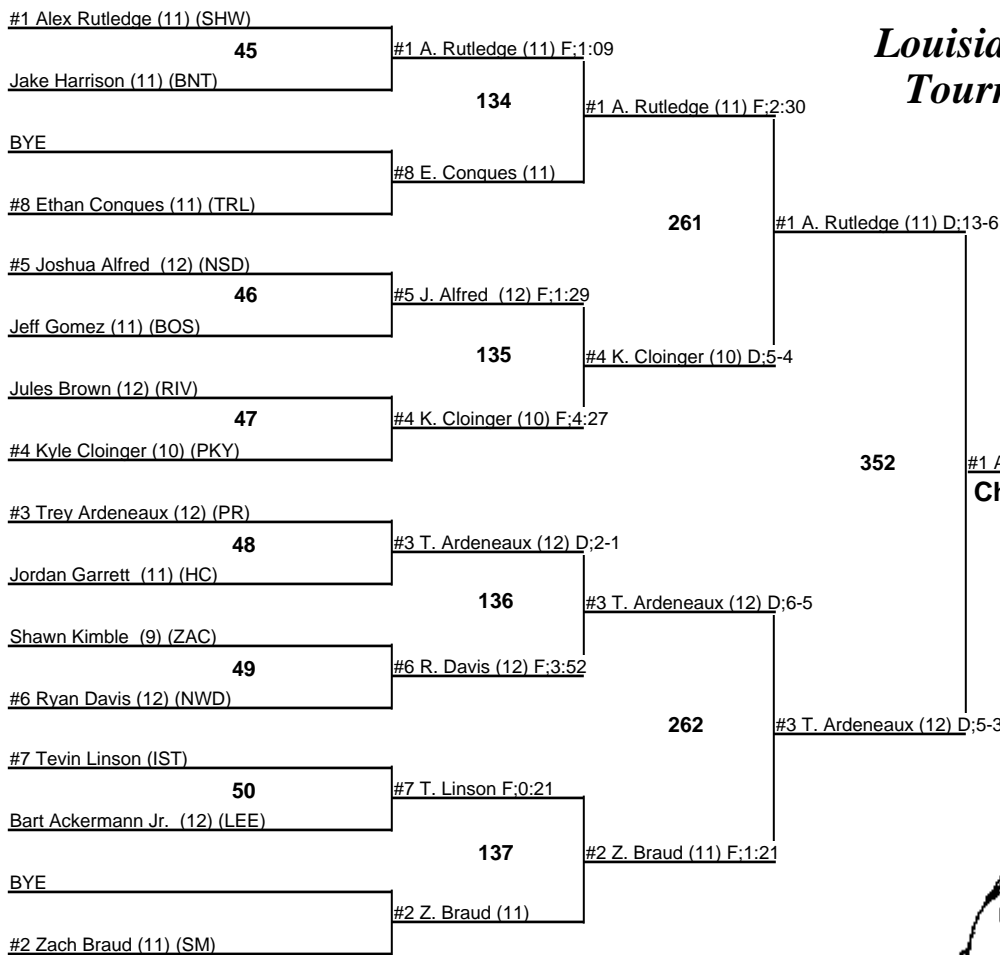 #1 Alex Rutledge (11) (SHW)
45
Jake Harrison (11) (BNT)
BYE
#8 Ethan Conques (11) (TRL)
#5 Joshua Alfred (12) (NSD)
46
Jeff Gomez (11) (BOS)
Jules Brown (12) (RIV)
47
#4 Kyle Cloinger (10) (PKY)
#3 Trey Ardeneaux (12) (PR)
48
Jordan Garrett (11) (HC)
Shawn Kimble (9) (ZAC)
49
#6 Ryan Davis (12) (NWD)
#7 Tevin Linson (IST)
50
Bart Ackermann Jr. (12) (LEE)
BYE
#2 Zach Braud (11) (SM)
#1 A. Rutledge (11) F;1:09
134
#8 E. Conques (11)
#5 J. Alfred (12) F;1:29
135
#4 K. Cloinger (10) F;4:27
#3 T. Ardeneaux (12) D;2-1
136
#6 R. Davis (12) F;3:52
#7 T. Linson F;0:21
137
#2 Z. Braud (11)
#1 A. Rutledge (11) F;2:30
261
#4 K. Cloinger (10) D;5-4
#3 T. Ardeneaux (12) D;6-5
262
#2 Z. Braud (11) F;1:21
#1 A. Rutledge (11) D;13-6
352
#3 T. Ardeneaux (12) D;5-3
#1 A
Ch
Louisia
Tourn